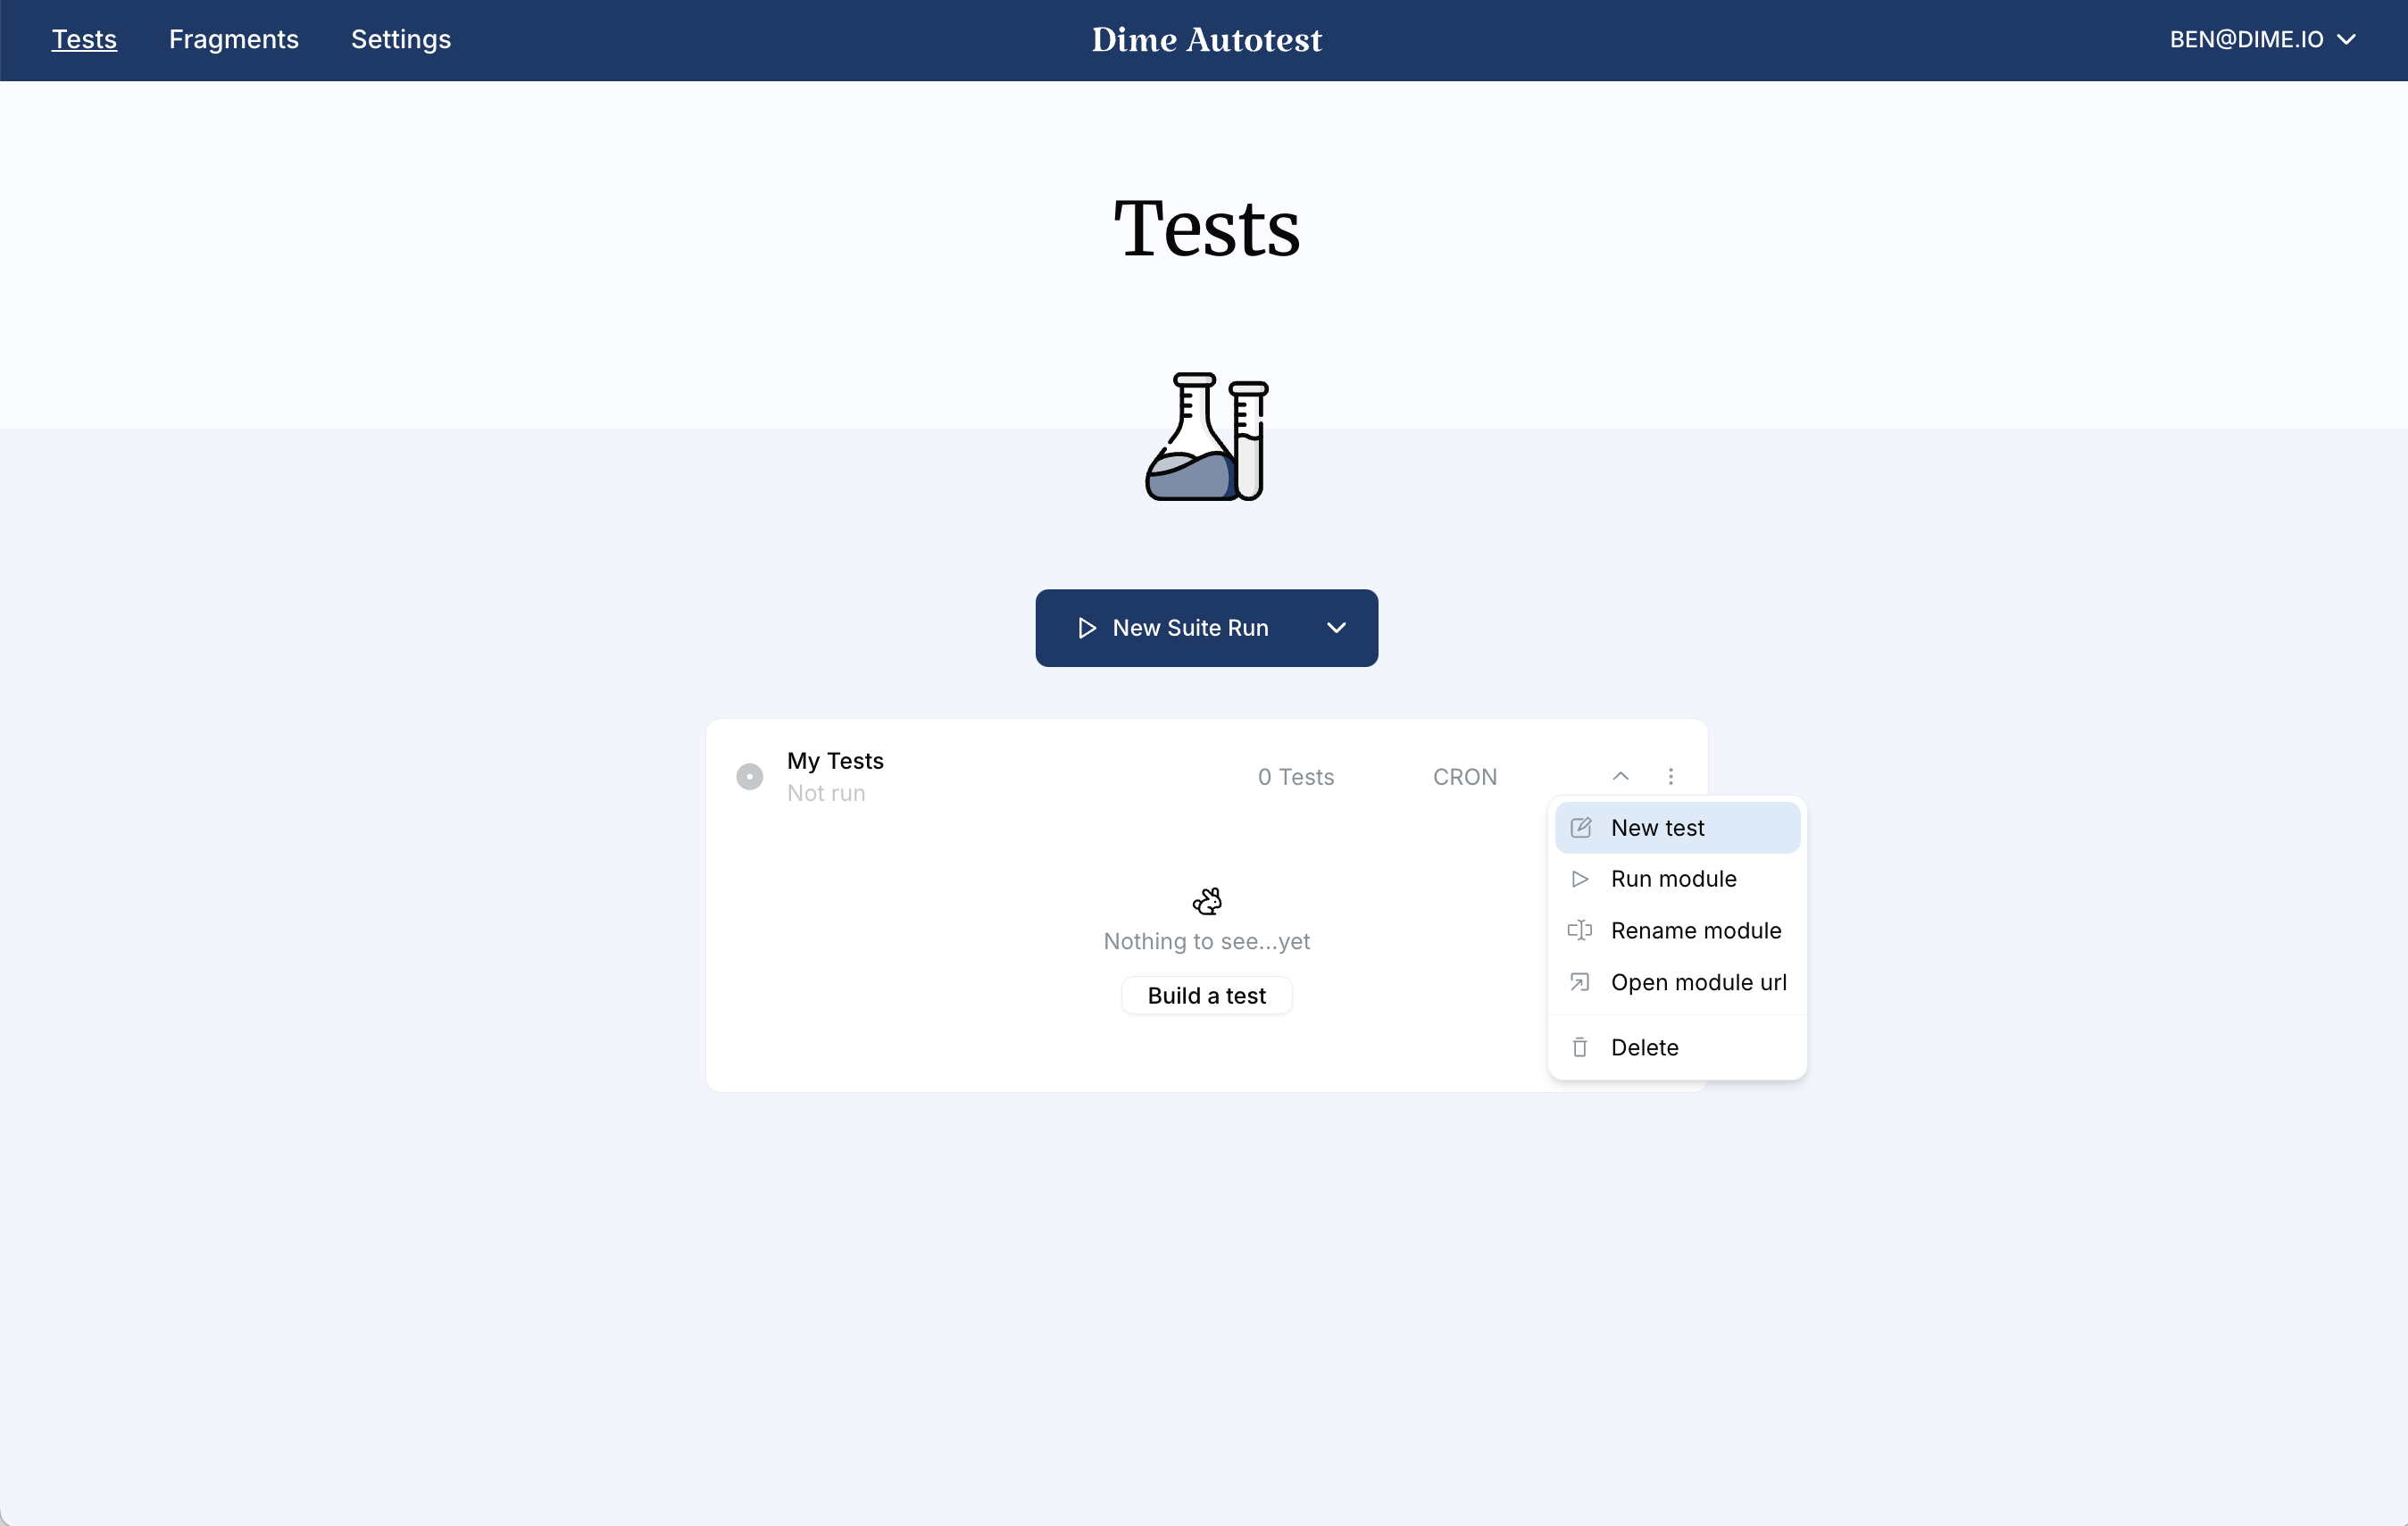 Tests
Fragments
Settings
Dime Autotest
BEN@DIME.IO
Tests
New Suite Run
My Tests
Not run
0 Tests
CRON
New test
Run module
Rename module
Open module url
Delete
Nothing to see...yet
Build a test